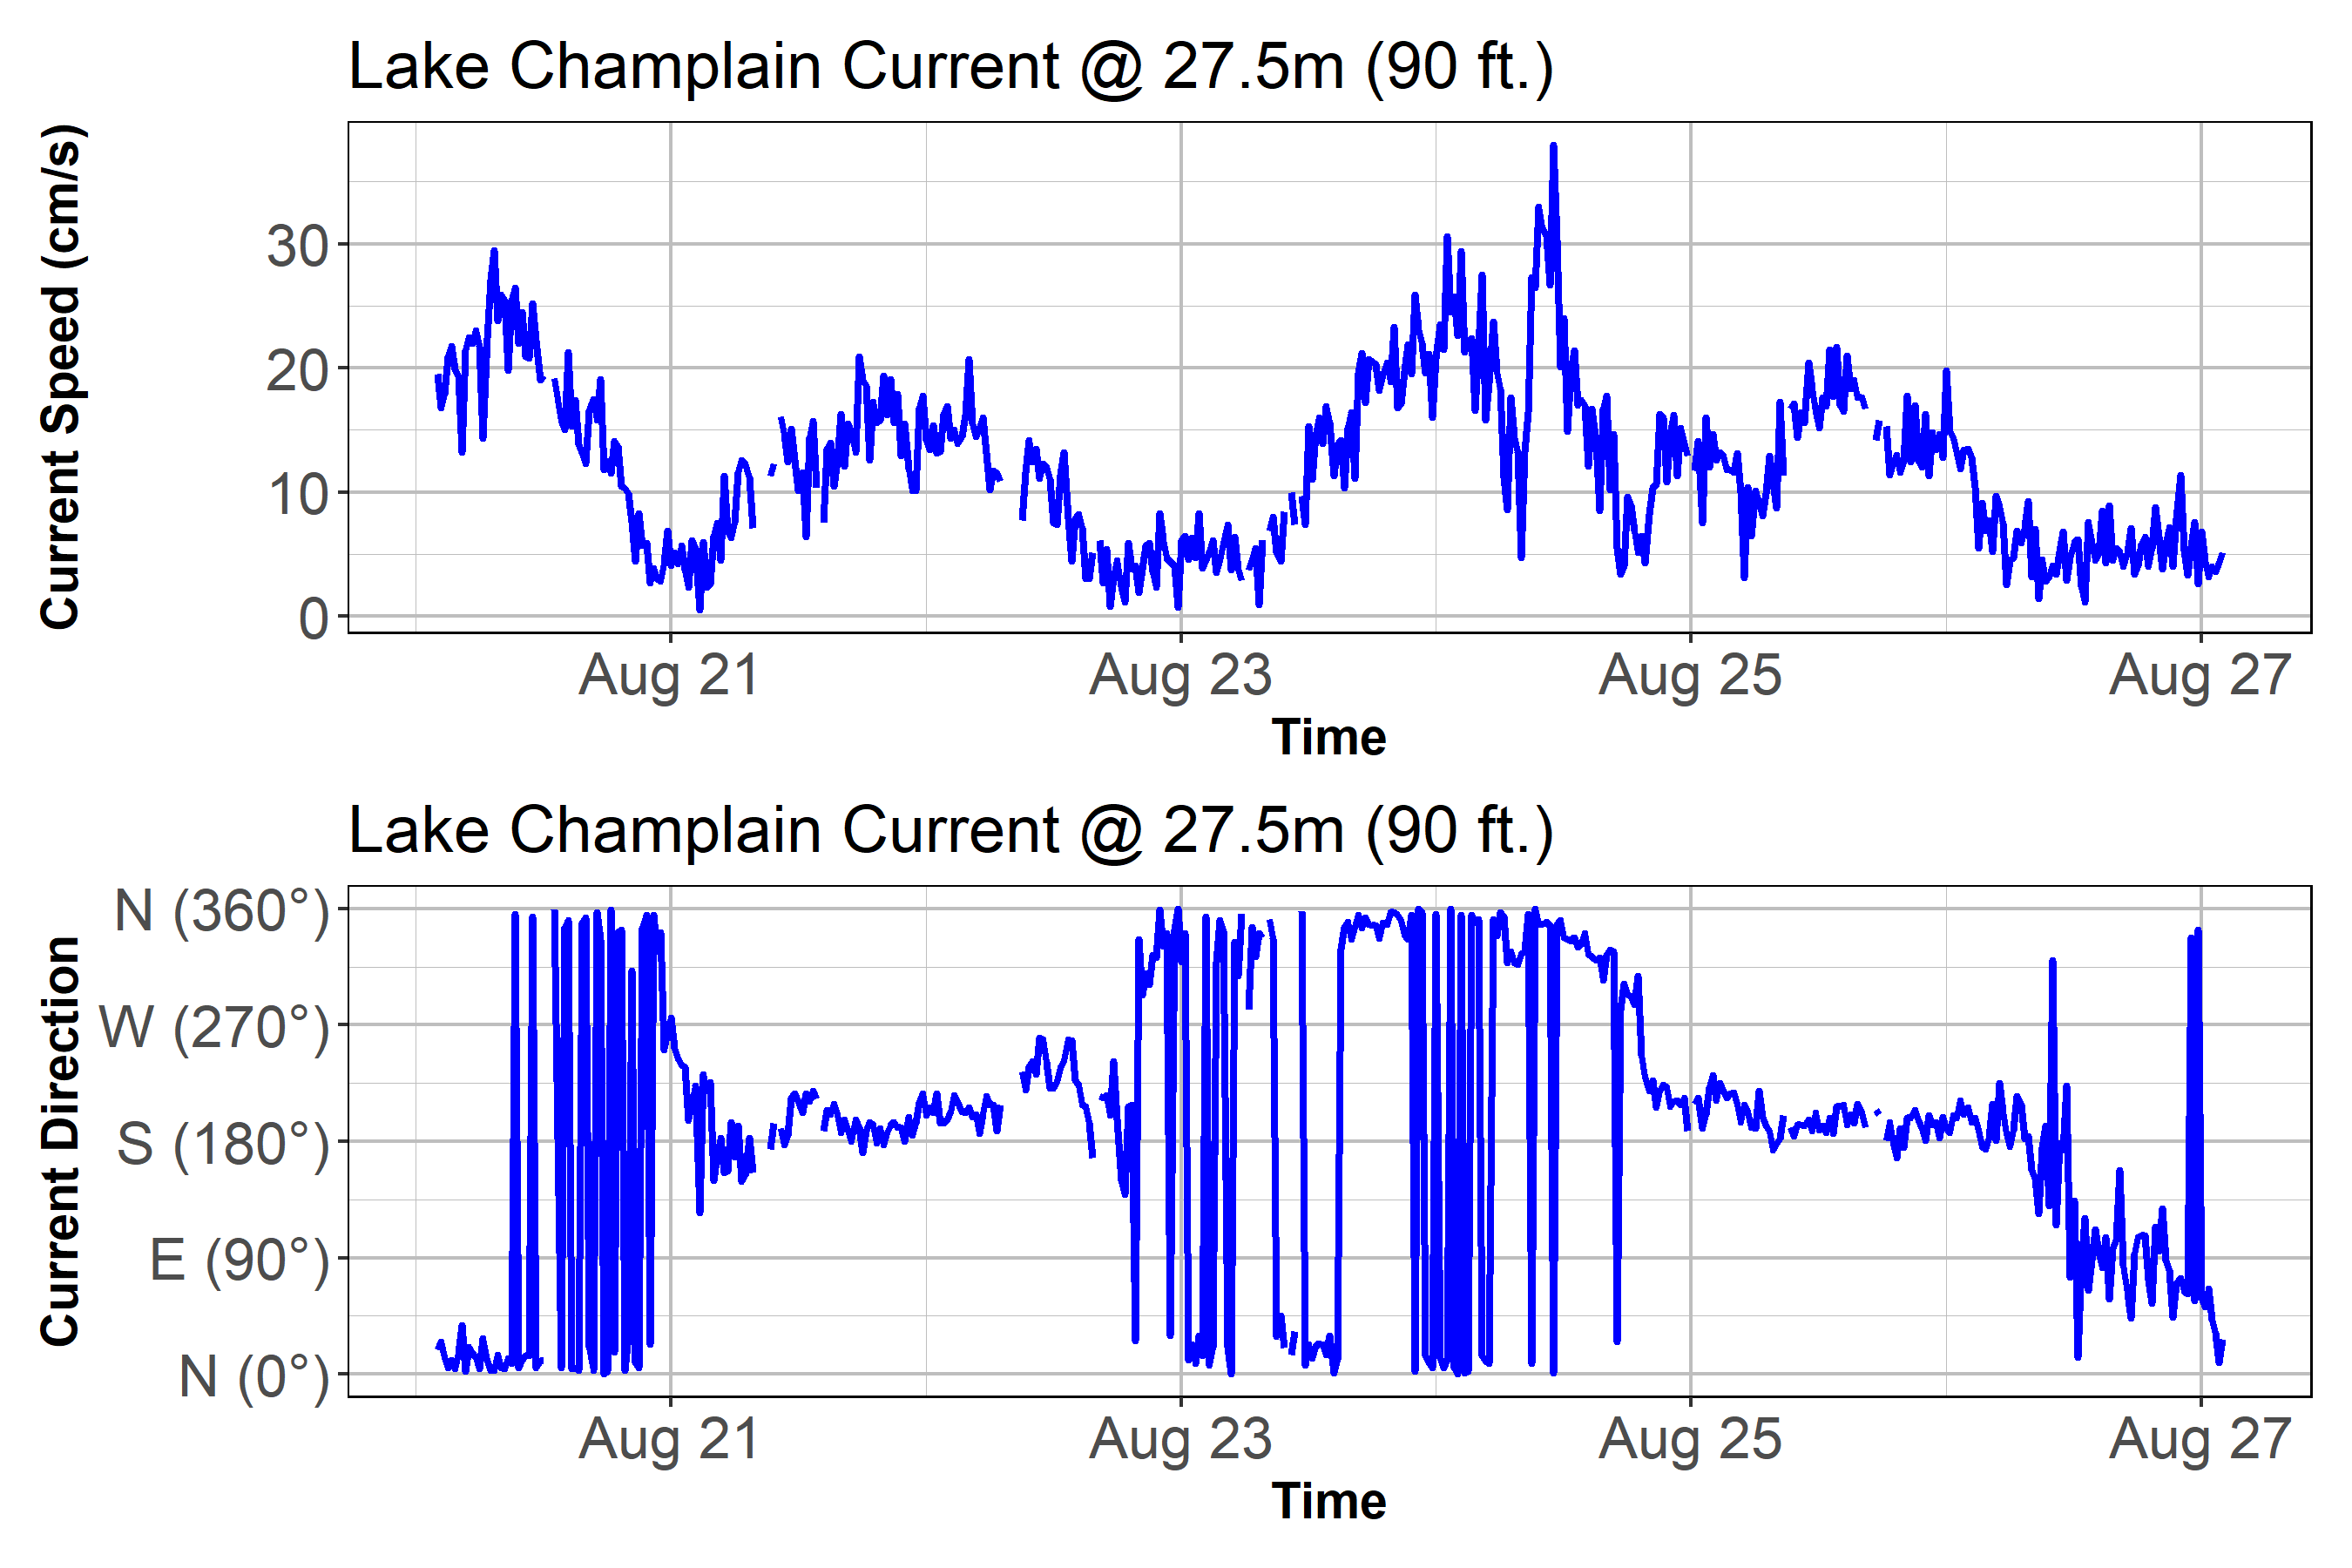 Lake Champlain Current @ 27.5m (90 ft.)
Current Speed (cm/s)
30
20
10
0
Aug 21 Aug 23 Aug 25 Aug 27
Time
Lake Champlain Current @ 27.5m (90 ft.)
Current Direction
N (360°)
W (270°)
S (180°)
E (90°)
N (0°)
Aug 21 Aug 23 Aug 25 Aug 27
Time